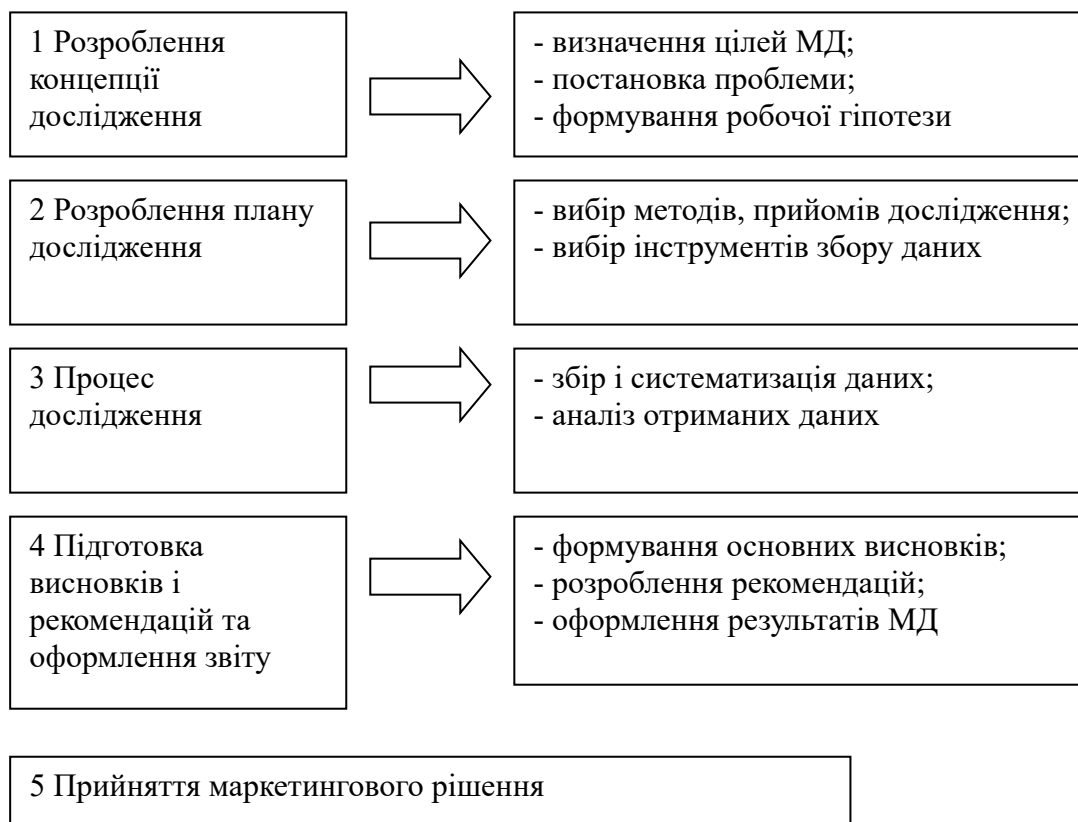 1 Розроблення
концепції
дослідження
- визначення цілей МД;
- постановка проблеми;
- формування робочої гіпотези
2 Розроблення плану
дослідження
- вибір методів, прийомів дослідження;
- вибір інструментів збору даних
3 Процес
дослідження
- збір і систематизація даних;
- аналіз отриманих даних
4 Підготовка
висновків і
рекомендацій та
оформлення звіту
- формування основних висновків;
- розроблення рекомендацій;
- оформлення результатів МД
5 Прийняття маркетингового рішення